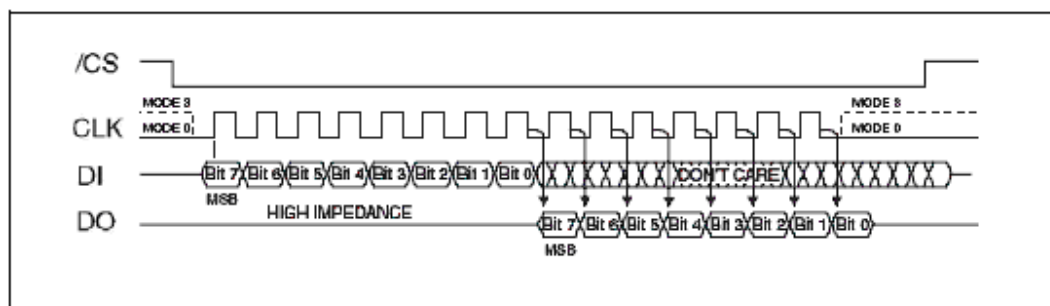 /CS
MODE 3 MODE 3
CLK MODE 0 MODE 0
DI Bit 7 Bit 6 Bit 5 Bit 4 Bit 3 Bit 2 Bit 1 Bit 0 DON'T CARE
MSB HIGH IMPEDANCE
DO Bit 7 Bit 6 Bit 5 Bit 4 Bit 3 Bit 2 Bit 1 Bit 0
MSB